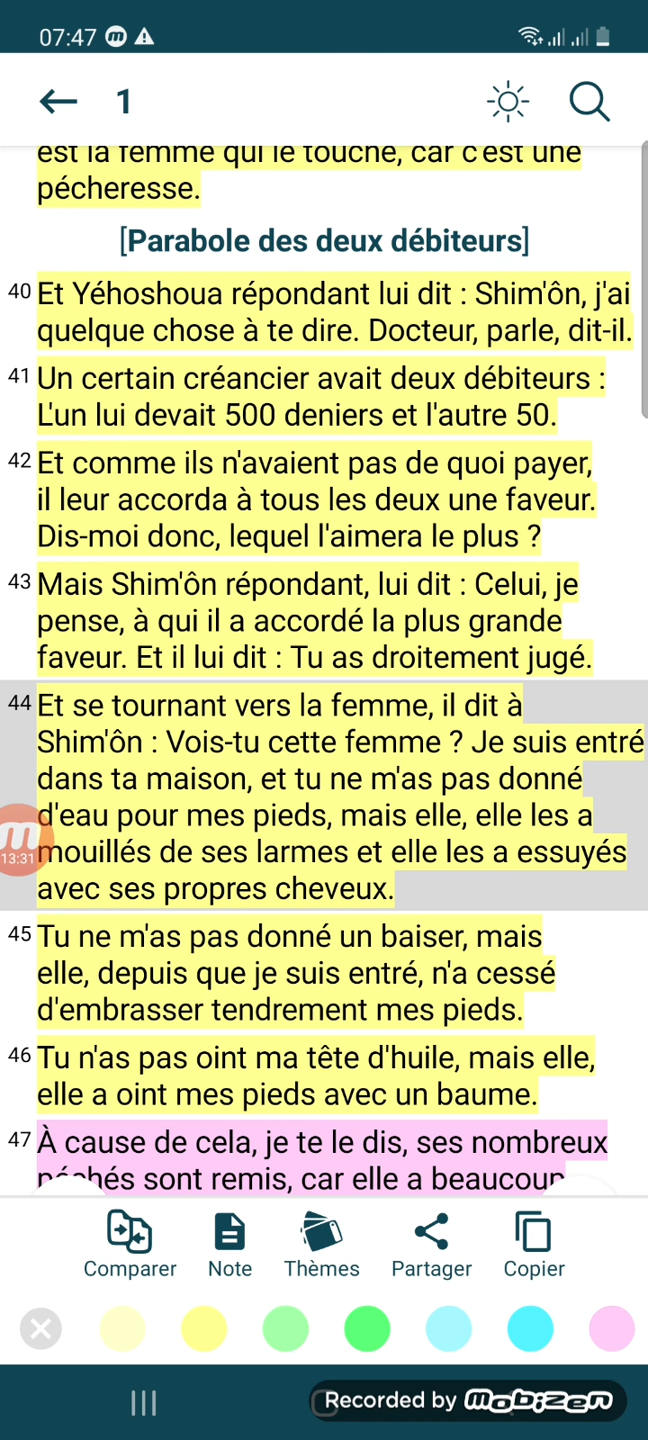 07:47
1
est la femme qui le touche, car c'est une
pécheresse.
[Parabole des deux débiteurs]
40 Et Yéhoshoua répondant lui dit : Shim'ôn, j'ai
quelque chose à te dire. Docteur, parle, dit-il.
41 Un certain créancier avait deux débiteurs :
L'un lui devait 500 deniers et l'autre 50.
42 Et comme ils n'avaient pas de quoi payer,
il leur accorda à tous les deux une faveur.
Dis-moi donc, lequel l'aimera le plus ?
43 Mais Shim'ôn répondant, lui dit : Celui, je
pense, à qui il a accordé la plus grande
faveur. Et il lui dit : Tu as droitement jugé.
44 Et se tournant vers la femme, il dit à
Shim'ôn : Vois-tu cette femme ? Je suis entré
dans ta maison, et tu ne m'as pas donné
d'eau pour mes pieds, mais elle, elle les a
13:31 mouillés de ses larmes et elle les a essuyés
avec ses propres cheveux.
45 Tu ne m'as pas donné un baiser, mais
elle, depuis que je suis entré, n'a cessé
d'embrasser tendrement mes pieds.
46 Tu n'as pas oint ma tête d'huile, mais elle,
elle a oint mes pieds avec un baume.
47 À cause de cela, je te le dis, ses nombreux
péchés sont remis, car elle a beaucoup
Comparer Note Thèmes Partager Copier
Recorded by mobizen